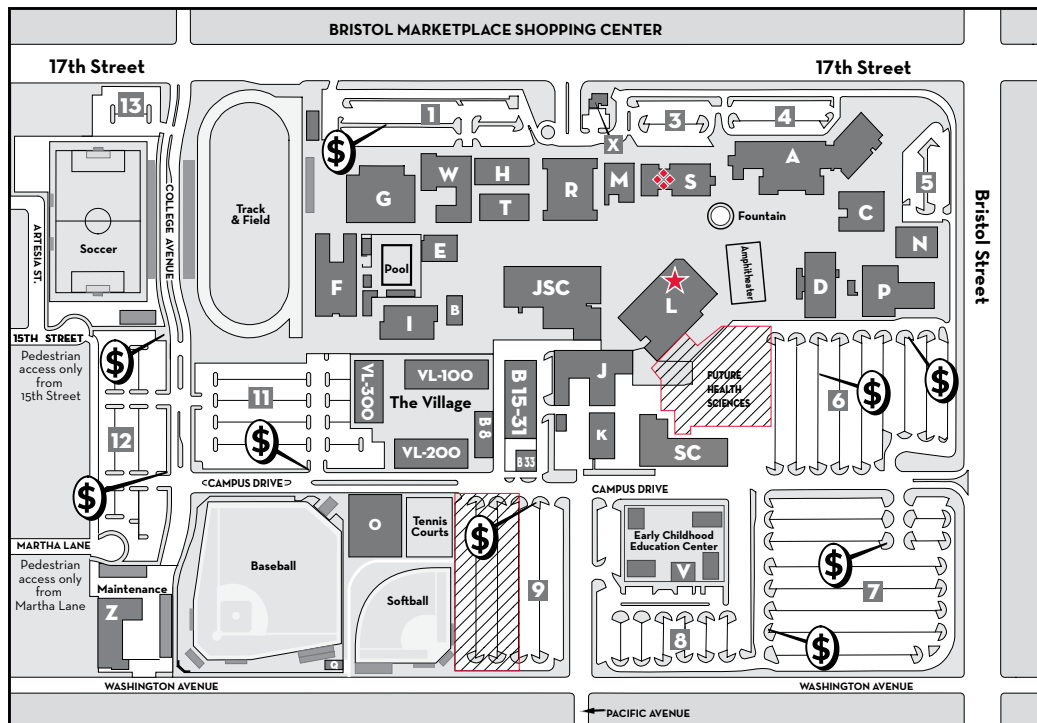 BRISTOL MARKETPLACE SHOPPING CENTER
17th Street
17th Street
13
1
3
4
X
A
5
$
W
H
T
G
R
M
S
C
N
COLLEGE AVENUE
ARTESIA ST.
Soccer
Track
& Field
Fountain
Bristol Street
E
F
Pool
I
B
JSC
L
Amphitheater
D
P
15TH STREET
Pedestrian
access only
from
15th Street
$
11
12
$
$
VL-300
VL-100
The Village
VL-200
B 8
B 15-31
B 33
J
K
SC
FUTURE
HEALTH
SCIENCES
6
$
$
CAMPUS DRIVE
CAMPUS DRIVE
MARTHA LANE
Pedestrian
access only
from
Martha Lane
Maintenance
Z
Baseball
O
Tennis
Courts
Softball
Q
$
9
Early Childhood
Education Center
V
8
$
7
$
WASHINGTON AVENUE
WASHINGTON AVENUE
PACIFIC AVENUE